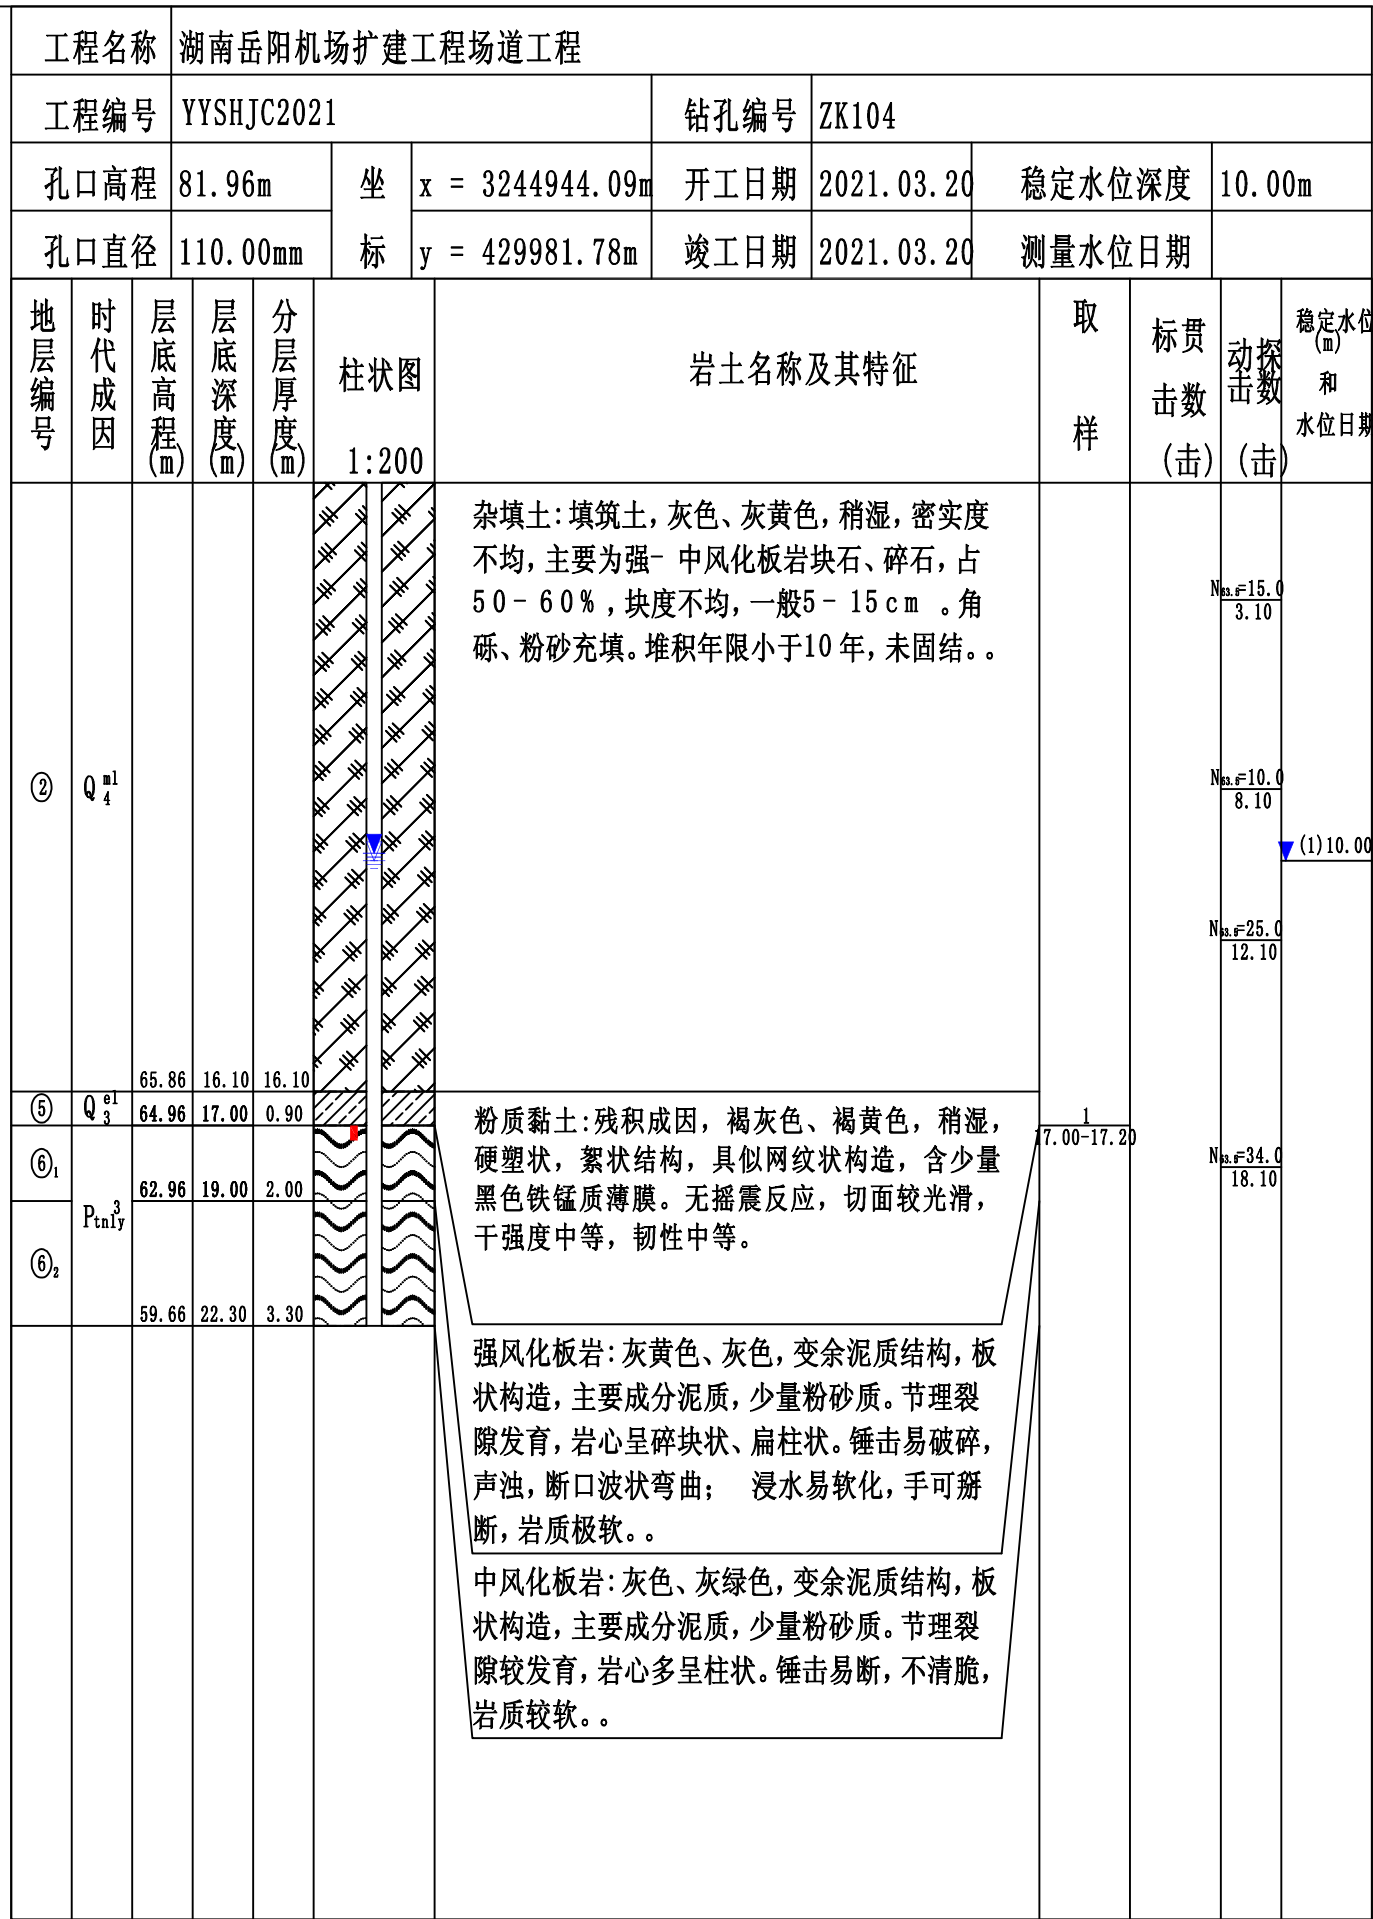 工程名称 湖南岳阳机场扩建工程场道工程
工程编号 YYSHJC2021 钻孔编号 ZK104
孔口高程 81.96m 坐 x = 3244944.09m 开工日期 2021.03.20 稳定水位深度 10.00m
孔口直径 110.00mm 标 y = 429981.78m 竣工日期 2021.03.20 测量水位日期
地层编号
时代成因
层底高程(m)
层底深度(m)
分层厚度(m)
柱状图
1:200
岩土名称及其特征
取样
标贯击数(击)
动探击数(击)
稳定水位(m)和水位日期
杂填土:填筑土,灰色、灰黄色,稍湿,密实度
不均,主要为强- 中风化板岩块石、碎石,占
50-60%,块度不均,一般5-15cm 。角
砾、粉砂充填。堆积年限小于10年,未固结。。
N63.5=15.0
3.10
② Q4ml
N63.5=10.0
8.10
(1)10.00
N63.5=25.0
12.10
65.86 16.10 16.10
⑤ Q3el 64.96 17.00 0.90
粉质黏土:残积成因, 褐灰色、褐黄色, 稍湿,
硬塑状, 絮状结构, 具似网纹状构造, 含少量
黑色铁锰质薄膜。无摇震反应, 切面较光滑,
干强度中等, 韧性中等。
1
17.00-17.20
N63.5=34.0
18.10
⑥1 62.96 19.00 2.00
Ptnly3
⑥2
59.66 22.30 3.30
强风化板岩:灰黄色、灰色,变余泥质结构,板
状构造,主要成分泥质,少量粉砂质。节理裂
隙发育,岩心呈碎块状、扁柱状。锤击易破碎,
声浊,断口波状弯曲; 浸水易软化,手可掰
断,岩质极软。。
中风化板岩:灰色、灰绿色,变余泥质结构,板
状构造,主要成分泥质,少量粉砂质。节理裂
隙较发育,岩心多呈柱状。锤击易断,不清脆,
岩质较软。。